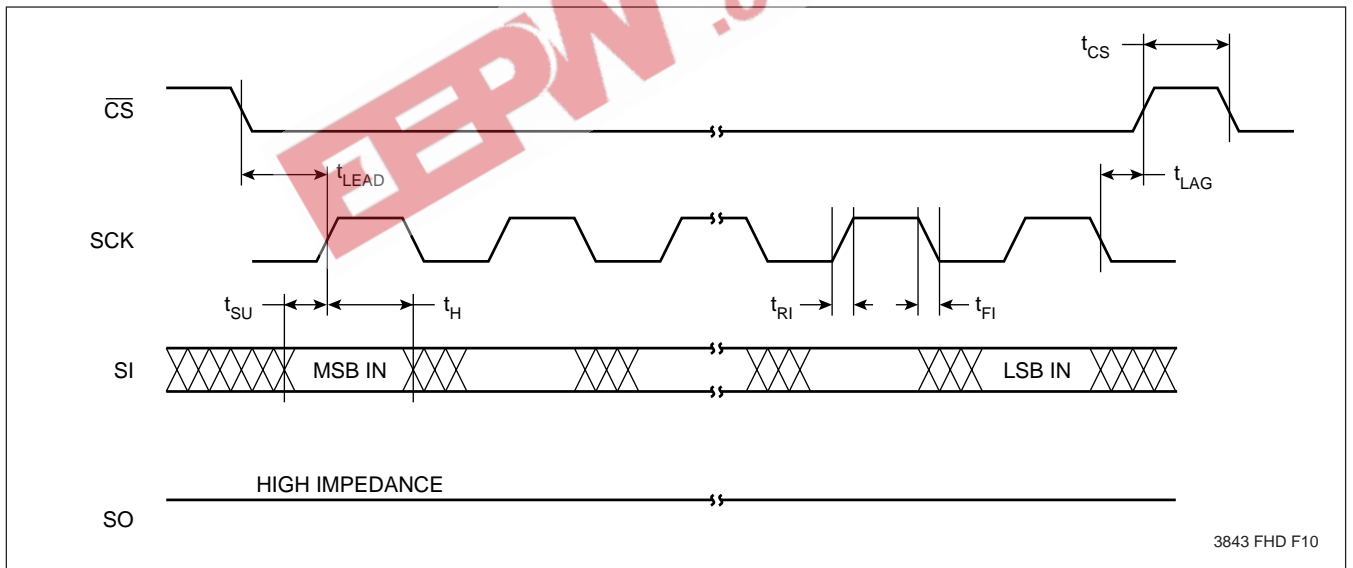 EEPW.c
tCS
CS
tLEAD
tLAG
SCK
tSU
tH
tRI
tFI
SI
MSB IN
LSB IN
HIGH IMPEDANCE
SO
3843 FHD F10